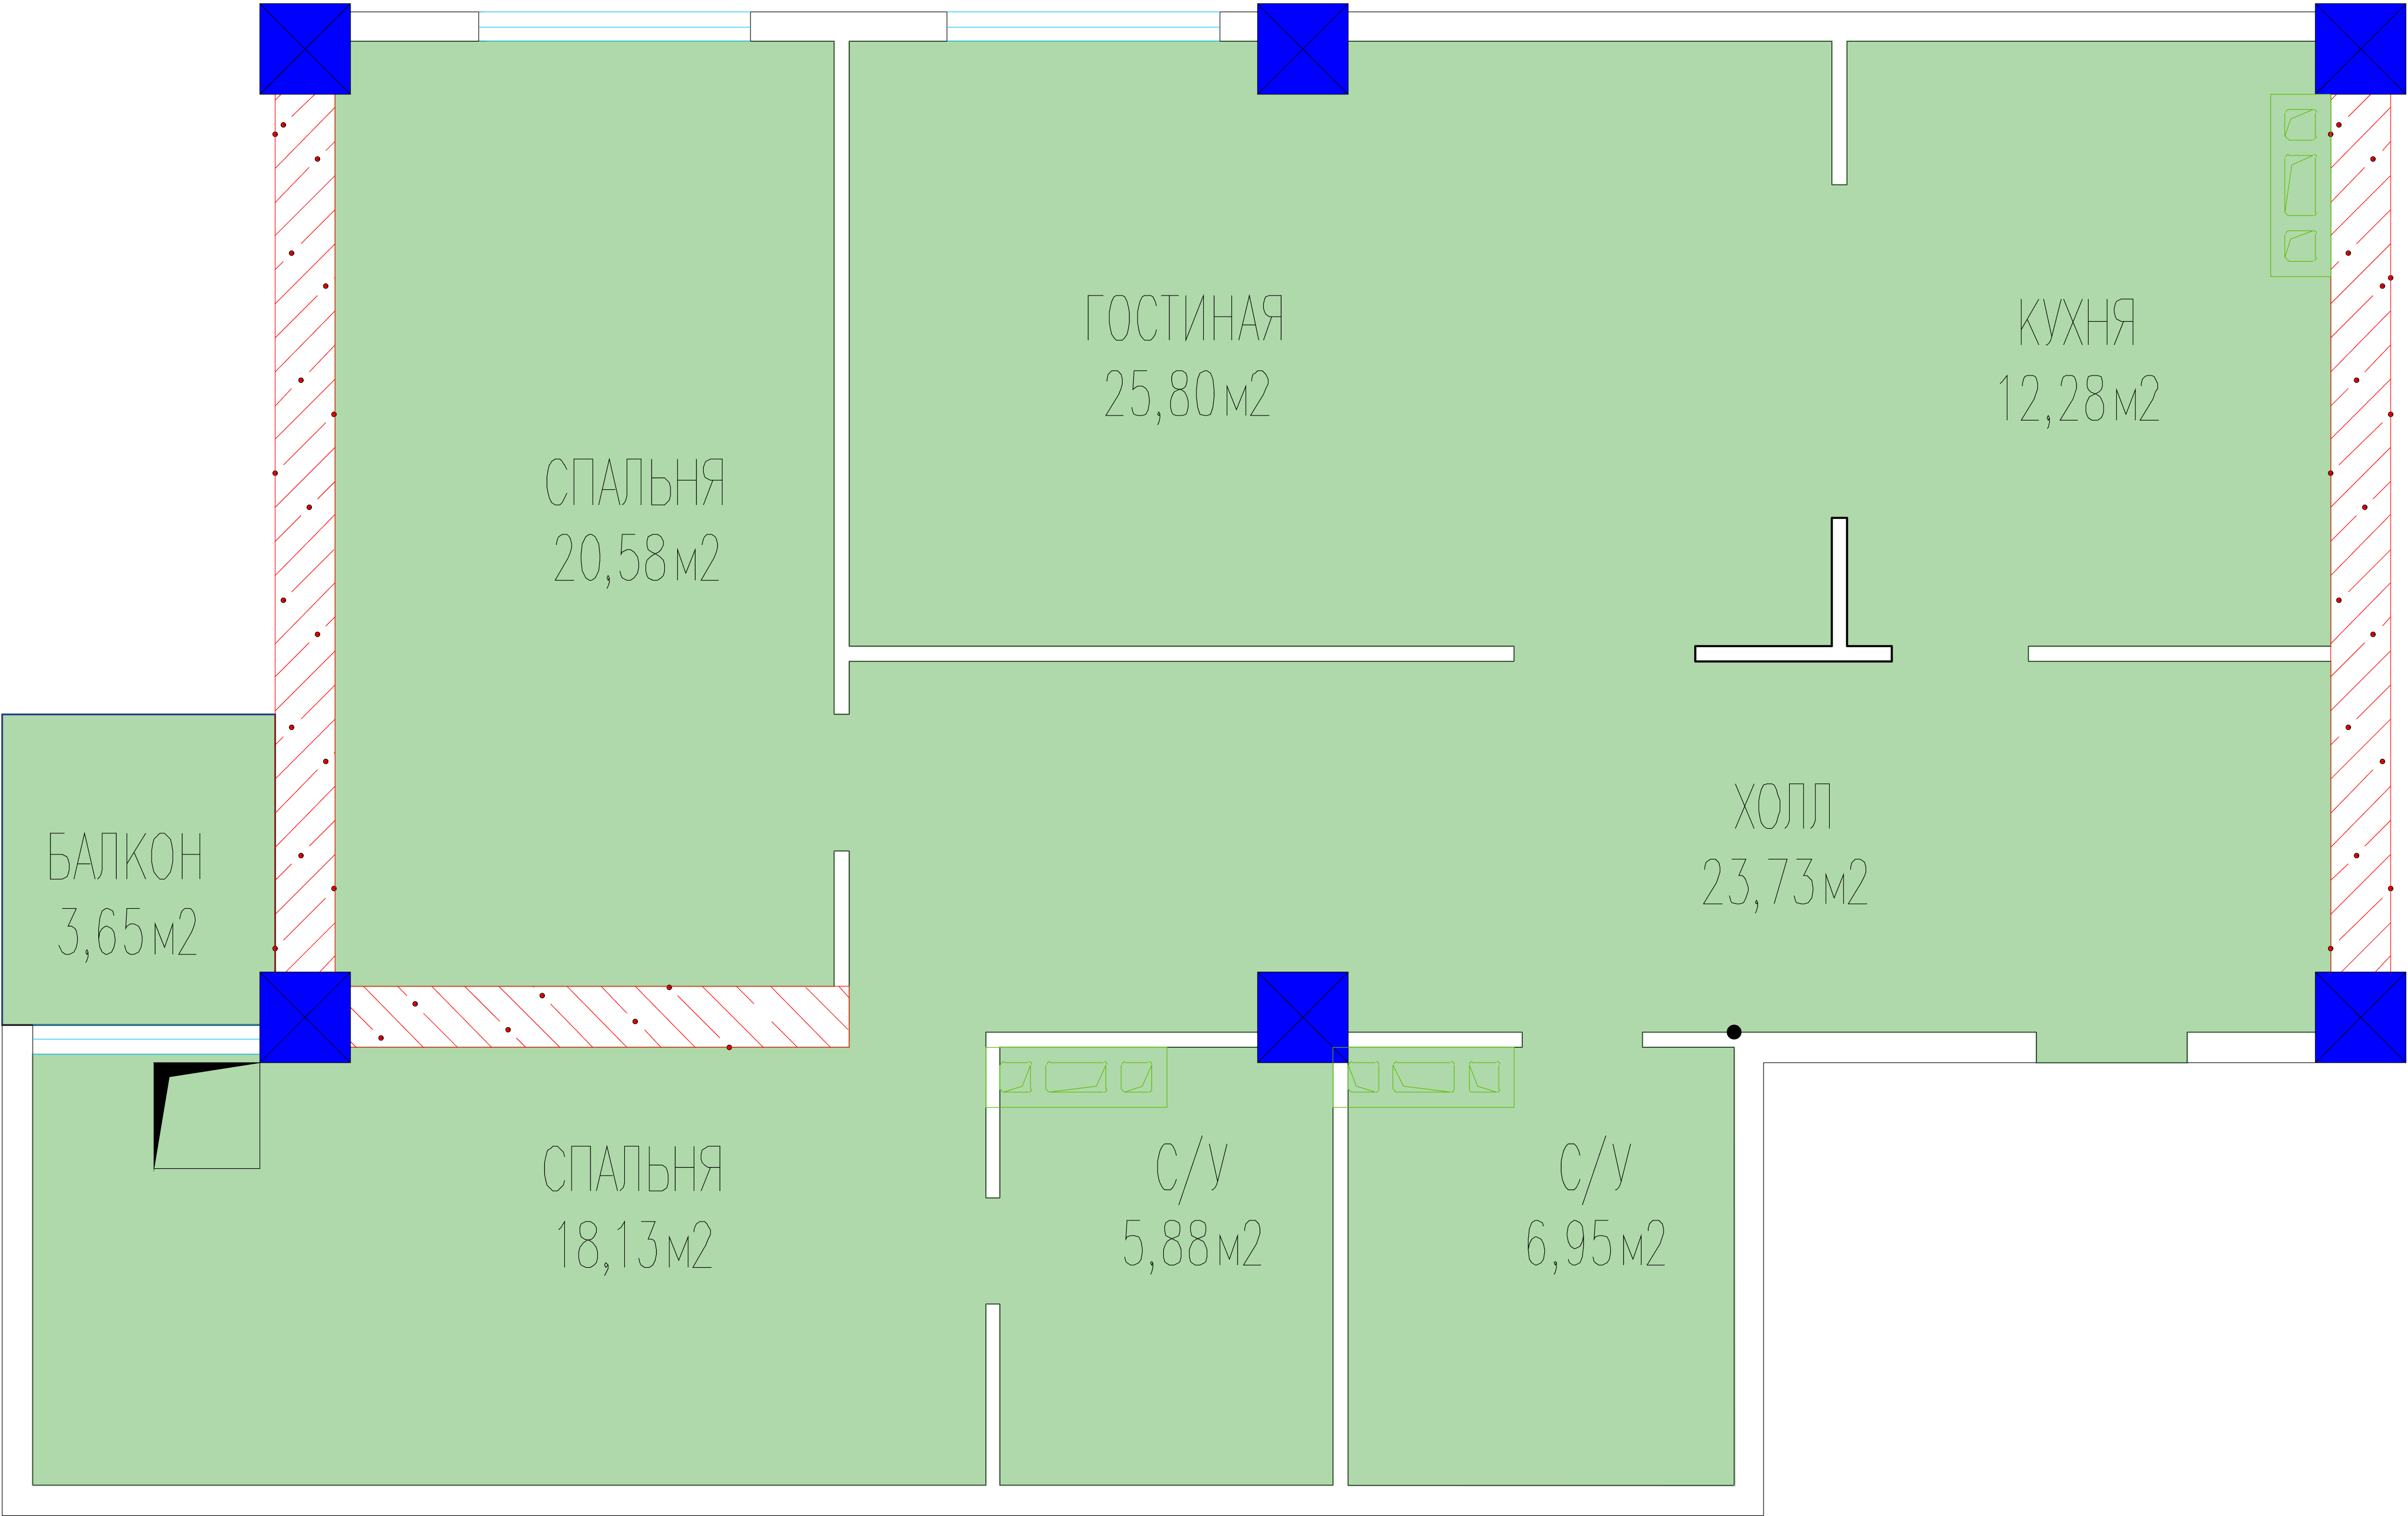 ГОСТИНАЯ
25,80м2
КУХНЯ
12,28м2
СПАЛЬНЯ
20,58м2
ХОЛЛ
23,73м2
БАЛКОН
3,65м2
СПАЛЬНЯ
18,13м2
С/У
5,88м2
С/У
6,95м2